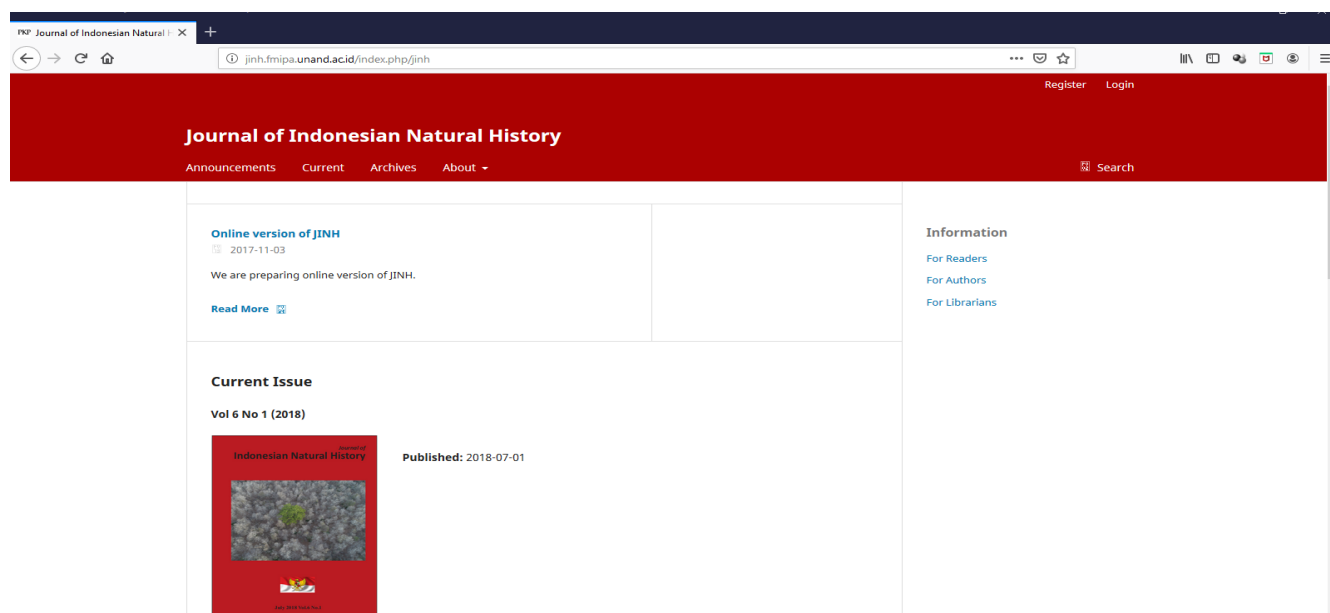 PKP Journal of Indonesian Natural H
jinh.fmipa.unand.ac.id/index.php/jinh
Register Login
Journal of Indonesian Natural History
Announcements Current Archives About Search
Online version of JINH
2017-11-03
We are preparing online version of JINH.
Read More
Information
For Readers
For Authors
For Librarians
Current Issue
Vol 6 No 1 (2018)
Journal of
Indonesian Natural History
Published: 2018-07-01